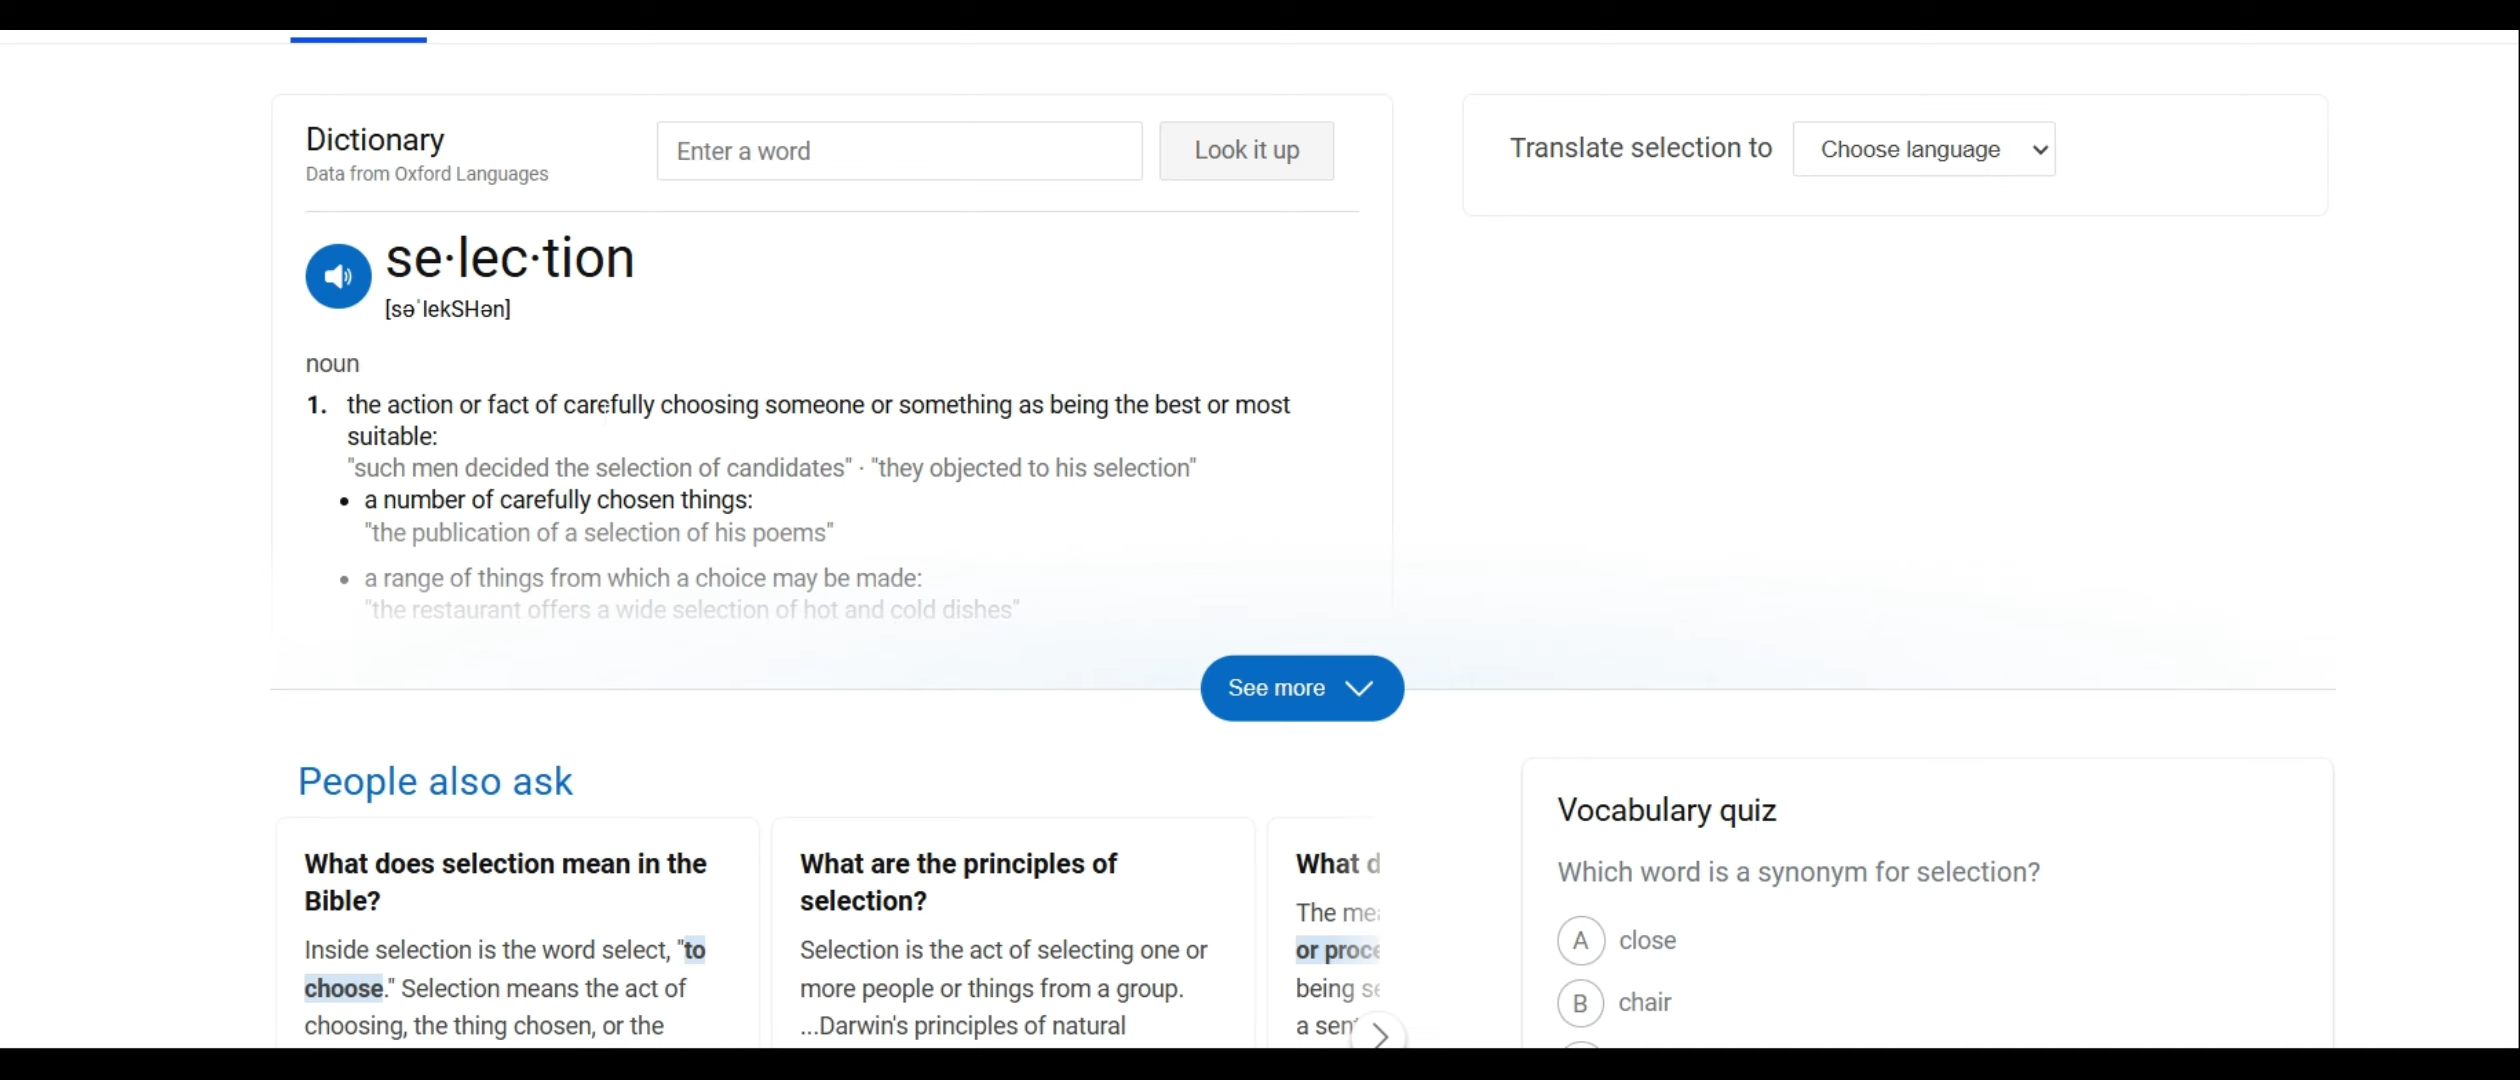 Dictionary
Data from Oxford Languages
Enter a word
Look it up
Translate selection to
Choose language
se·lec·tion
[səˈlekSHən]
noun
1. the action or fact of carefully choosing someone or something as being the best or most
suitable:
"such men decided the selection of candidates" · "they objected to his selection"
• a number of carefully chosen things:
"the publication of a selection of his poems"
• a range of things from which a choice may be made:
"the restaurant offers a wide selection of hot and cold dishes"
See more
People also ask
What does selection mean in the
Bible?
Inside selection is the word select, "to
choose." Selection means the act of
choosing, the thing chosen, or the
What are the principles of
selection?
Selection is the act of selecting one or
more people or things from a group.
...Darwin's principles of natural
What
The
or
being
a
Vocabulary quiz
Which word is a synonym for selection?
A close
B chair